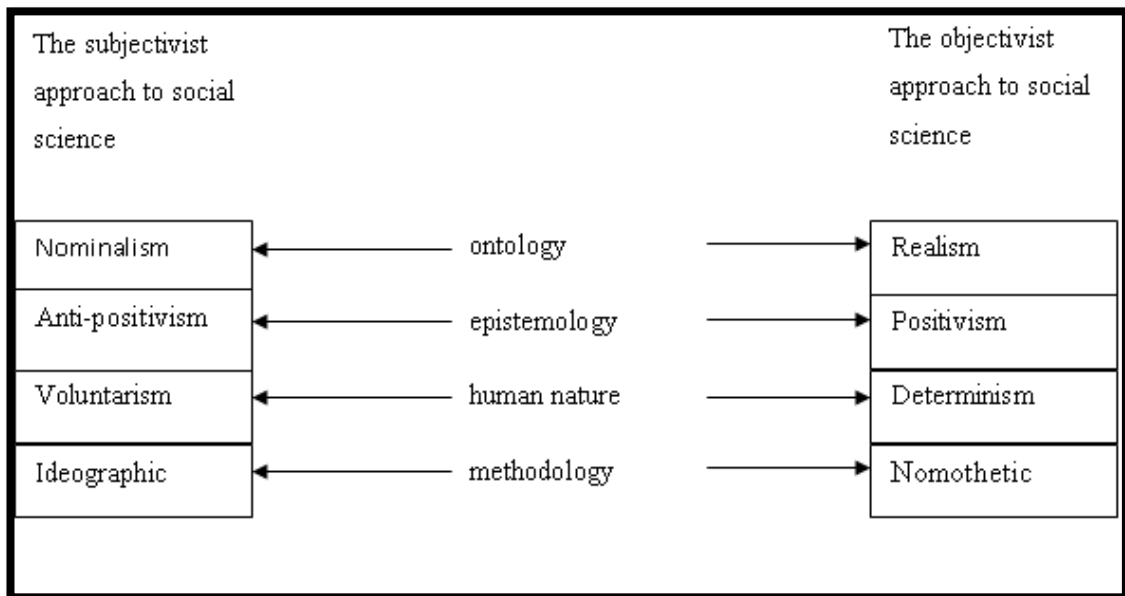 The subjectivist
approach to social
science
The objectivist
approach to social
science
Nominalism
ontology
Realism
Anti-positivism
epistemology
Positivism
Voluntarism
human nature
Determinism
Ideographic
methodology
Nomothetic